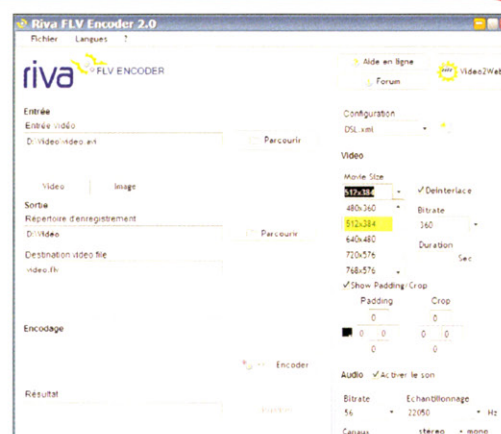 Riva FLV Encoder 2.0
Fichier Langues ?
riva FLV ENCODER
Aide en ligne
Forum
Video2Web
Entrée
Entrée vidéo
D:\Video\video.avi
Parcourir
Video Image
Sortie
Répertoire d'enregistrement
D:\Video
Parcourir
Destination video file
video.flv
Encodage
Encoder
Résultat
Configuration
DSL.xml
Video
Movie Size
512x384
Deinterlace
480x360
512x384
640x480
720x576
768x576
Bitrate
360
Duration
Sec
Show Padding/Crop
Padding Crop
0 0
0 0 0 0
0 0
Audio Activer le son
Bitrate Echantillonnage
56 22050 Hz
Canaux stereo mono